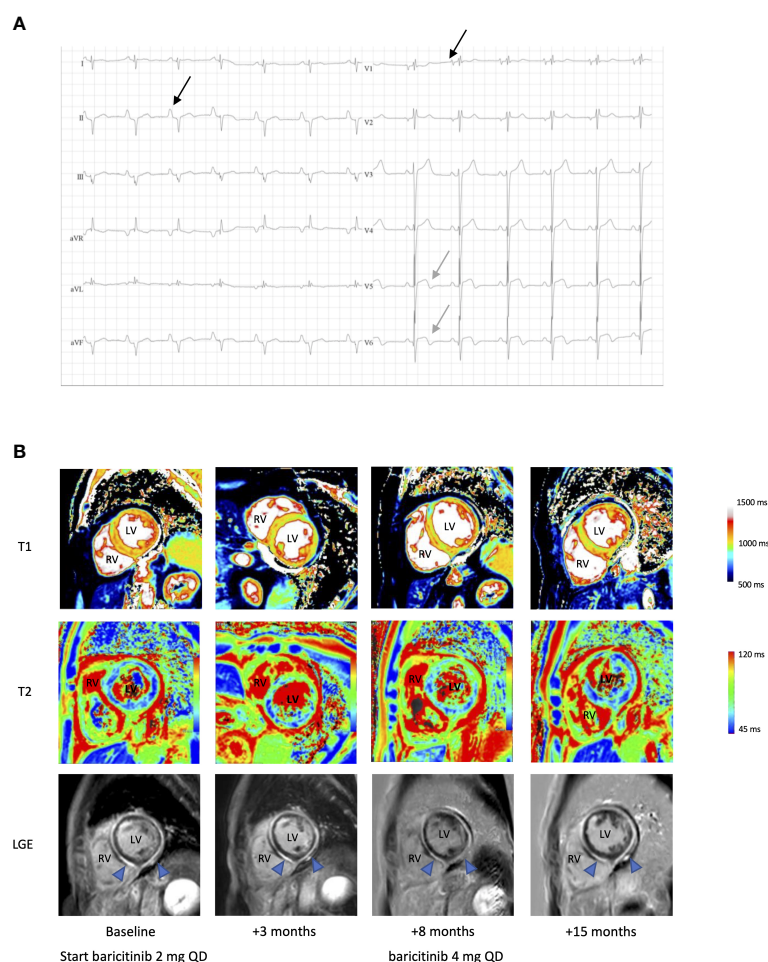 A
I
V1
II
V2
III
V3
aVR
V4
aVL
V5
aVF
V6
B
T1
LV
RV
RV
LV
LV
RV
LV
RV
1500 ms
1000 ms
500 ms
T2
RV
LV
RV
LV
RV
LV
LV
RV
120 ms
45 ms
LGE
LV
RV
LV
RV
LV
RV
LV
RV
Baseline
+3 months
+8 months
+15 months
Start baricitinib 2 mg QD
baricitinib 4 mg QD